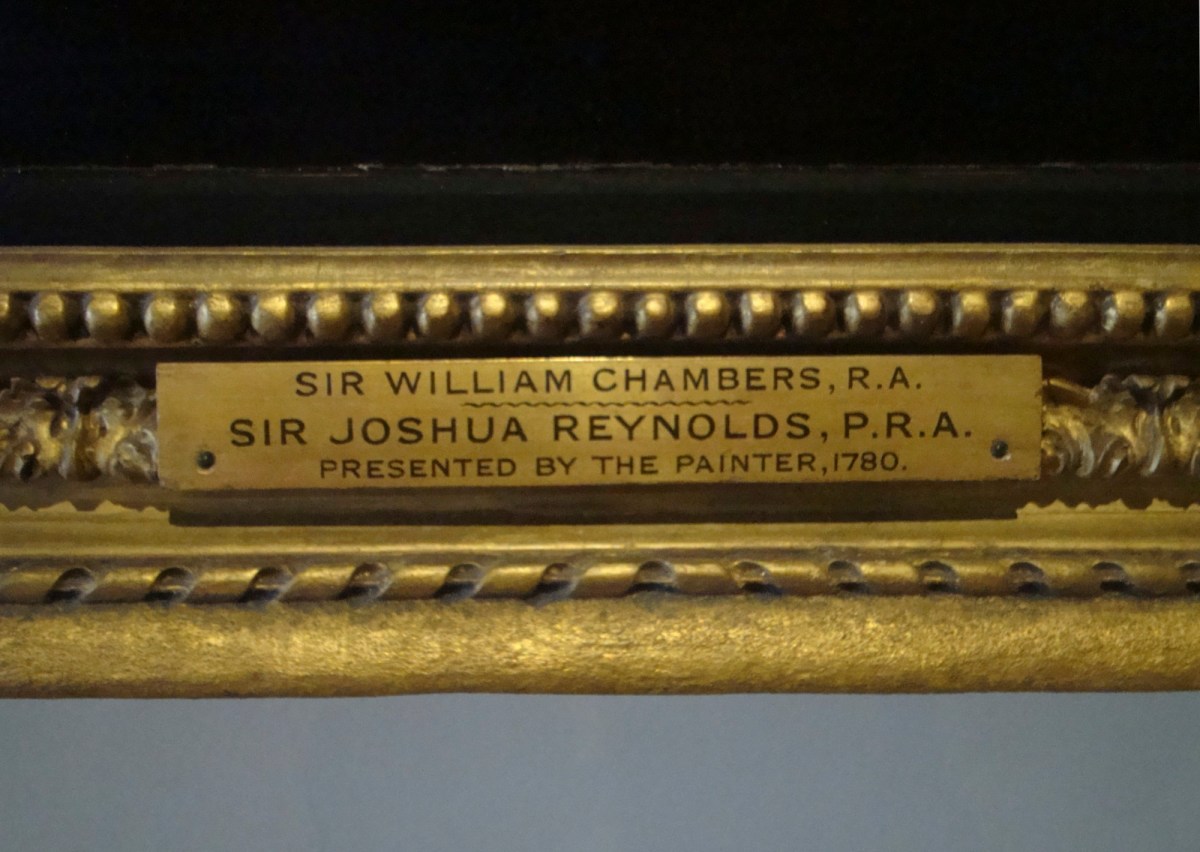 SIR WILLIAM CHAMBERS, R.A.
SIR JOSHUA REYNOLDS, P.R.A.
PRESENTED BY THE PAINTER, 1780.